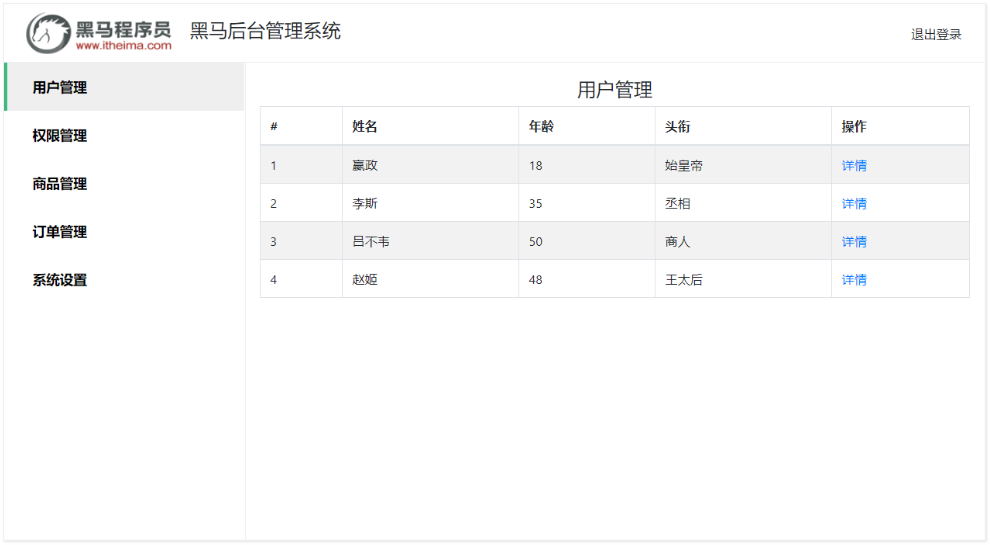 黑马程序员
www.itheima.com
黑马后台管理系统
退出登录
用户管理
权限管理
商品管理
订单管理
系统设置
用户管理
# 姓名 年龄 头衔 操作
1 嬴政 18 始皇帝 详情
2 李斯 35 丞相 详情
3 吕不韦 50 商人 详情
4 赵姬 48 王太后 详情